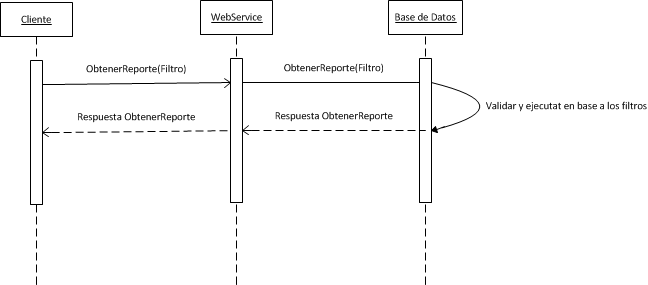 Cliente
WebService
Base de Datos
ObtenerReporte(Filtro)
ObtenerReporte(Filtro)
Validar y ejecutat en base a los filtros
Respuesta ObtenerReporte
Respuesta ObtenerReporte